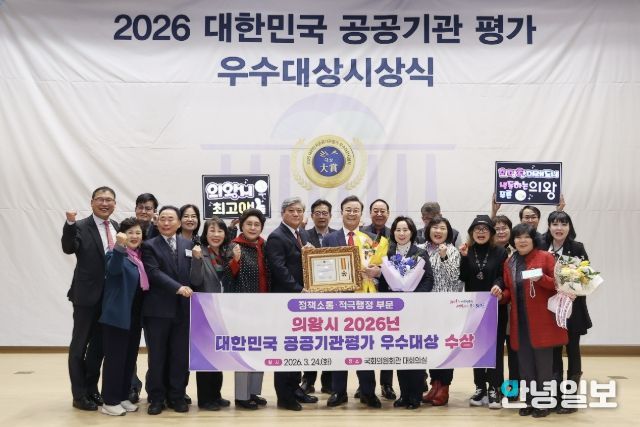 2026 대한민국 공공기관 평가
우수대상시상식
大賞
의왕시
최고야
의왕
정책소통·적극행정 부문
의왕시 2026년
대한민국 공공기관평가 우수대상 수상
일시 2026. 3. 24.(화) 장소 국회의원회관 대회의실
안녕일보